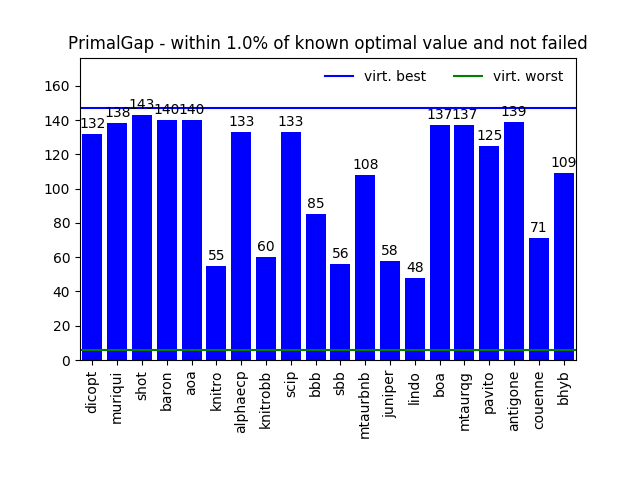 PrimalGap - within 1.0% of known optimal value and not failed
virt. best
virt. worst
160
140
120
100
80
60
40
20
0
132
138
143
140
140
55
133
60
133
85
56
108
58
48
137
137
125
139
71
109
dicopt
muriqui
shot
baron
aoa
knitro
alphaecp
knitrobb
scip
bbb
sbb
mtaurbnb
juniper
lindo
boa
mtaurqg
pavito
antigone
couenne
bhyb